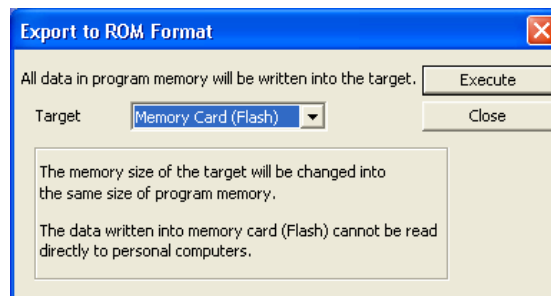 Export to ROM Format
All data in program memory will be written into the target.
Execute
Target
Memory Card (Flash)
Close
The memory size of the target will be changed into
the same size of program memory.
The data written into memory card (Flash) cannot be read
directly to personal computers.